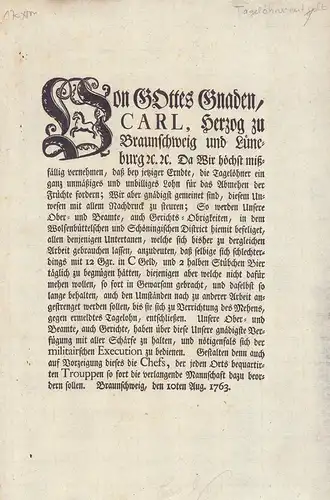 Tagelöhner
Von GOttes Gnaden,
CARL, Herzog zu
Braunschweig und Lüne-
burg ꝛc. ꝛc. Da Wir höchst miß-
fällig vernehmen, daß bey jetziger Erndte, die Tagelöhner ein
ganz unmäßiges und unbilliges Lohn für das Abmehen der
Früchte fordern; Wir aber gnädigst gemeinet sind, diesem Un-
wesen mit allem Nachdruck zu steuren; So werden Unsere
Ober- und Beamte, auch Gerichts-Obrigkeiten, in dem
Wolfenbüttelschen und Schöningischen District hiemit befeliget,
allen denjenigen Untertanen, welche sich bisher zu dergleichen
Arbeit gebrauchen lassen, anzudeuten, daß selbige sich schlechter-
dings mit 12 Ggr. in C Geld, und 2 halben Stübchen Bier
täglich zu begnügen hätten, diejenigen aber welche nicht dafür
mehen wollen, so fort in Gewarsam gebracht, und daselbst so
lange behalten, auch den Umständen nach zu anderer Arbeit an-
gestrenget werden sollen, bis sie sich zu Verrichtung des Mehens,
gegen ermeldtes Tagelohn, entschließen. Unsere Ober- und
Beamte, auch Gerichte, haben über diese Unsere gnädigste Ver-
fügung mit aller Schärfe zu halten, und nötigenfals sich der
militairschen Execution zu bedienen. Gestalten denn auch
auf Vorzeigung dieses die Chefs, der jeden Orts bequartir-
ten Trouppen so fort die verlangende Mannschaft dazu beor-
dern sollen. Braunschweig, den 10ten Aug. 1763.